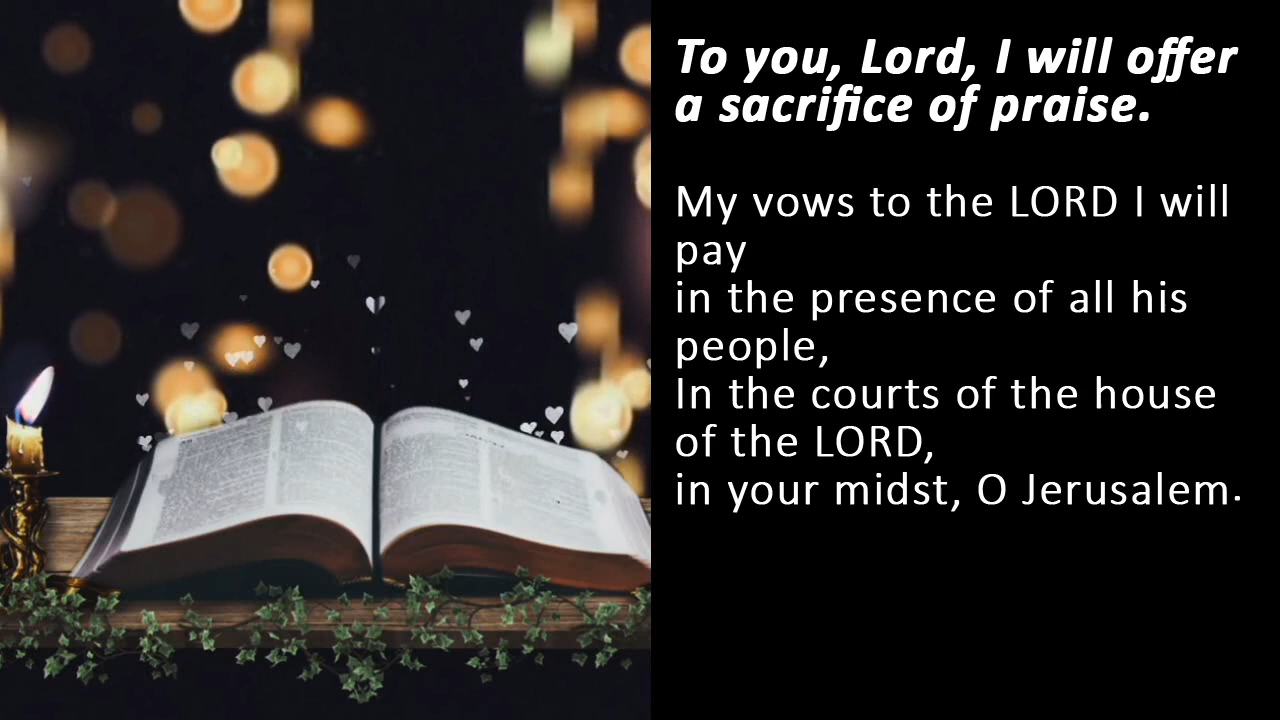 To you, Lord, I will offer
a sacrifice of praise.
My vows to the LORD I will
pay
in the presence of all his
people,
In the courts of the house
of the LORD,
in your midst, O Jerusalem.